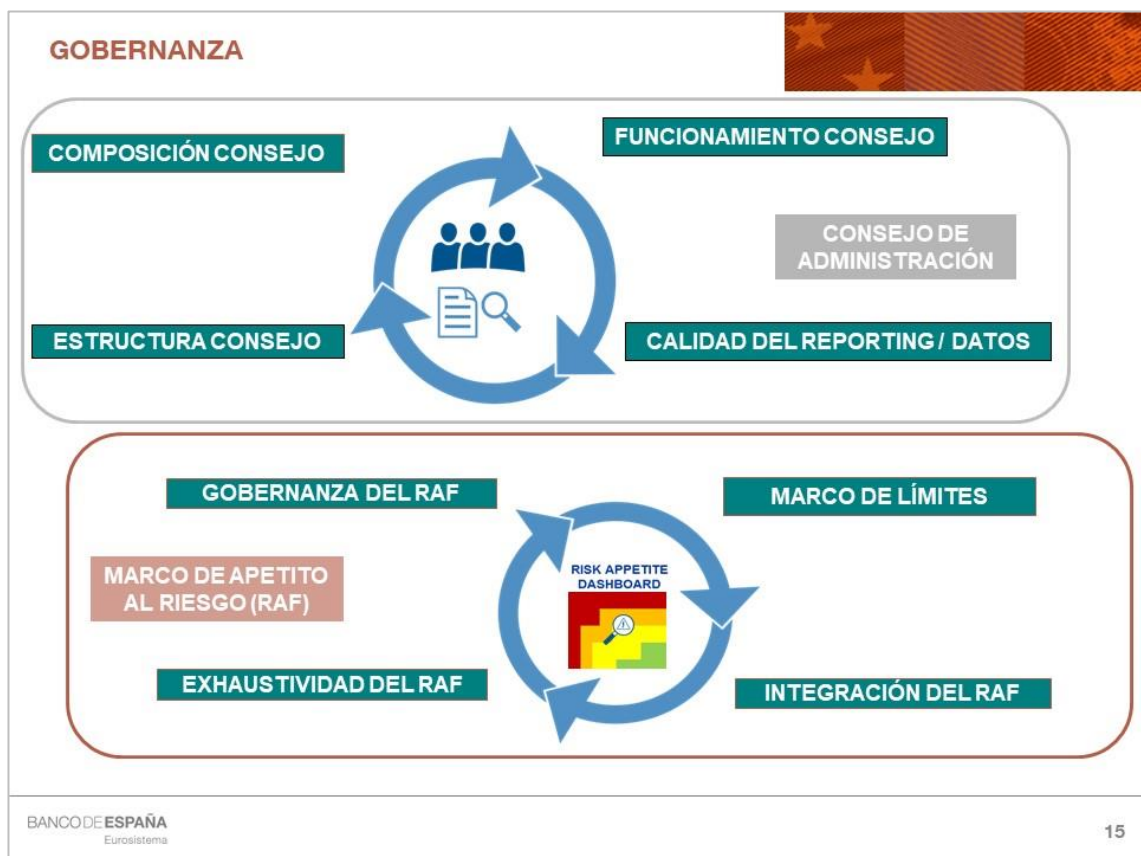 GOBERNANZA
COMPOSICIÓN CONSEJO
FUNCIONAMIENTO CONSEJO
CONSEJO DE
ADMINISTRACIÓN
ESTRUCTURA CONSEJO
CALIDAD DEL REPORTING / DATOS
GOBERNANZA DEL RAF
MARCO DE LÍMITES
MARCO DE APETITO
AL RIESGO (RAF)
RISK APPETITE
DASHBOARD
EXHAUSTIVIDAD DEL RAF
INTEGRACIÓN DEL RAF
BANCO DE ESPAÑA
Eurosistema
15